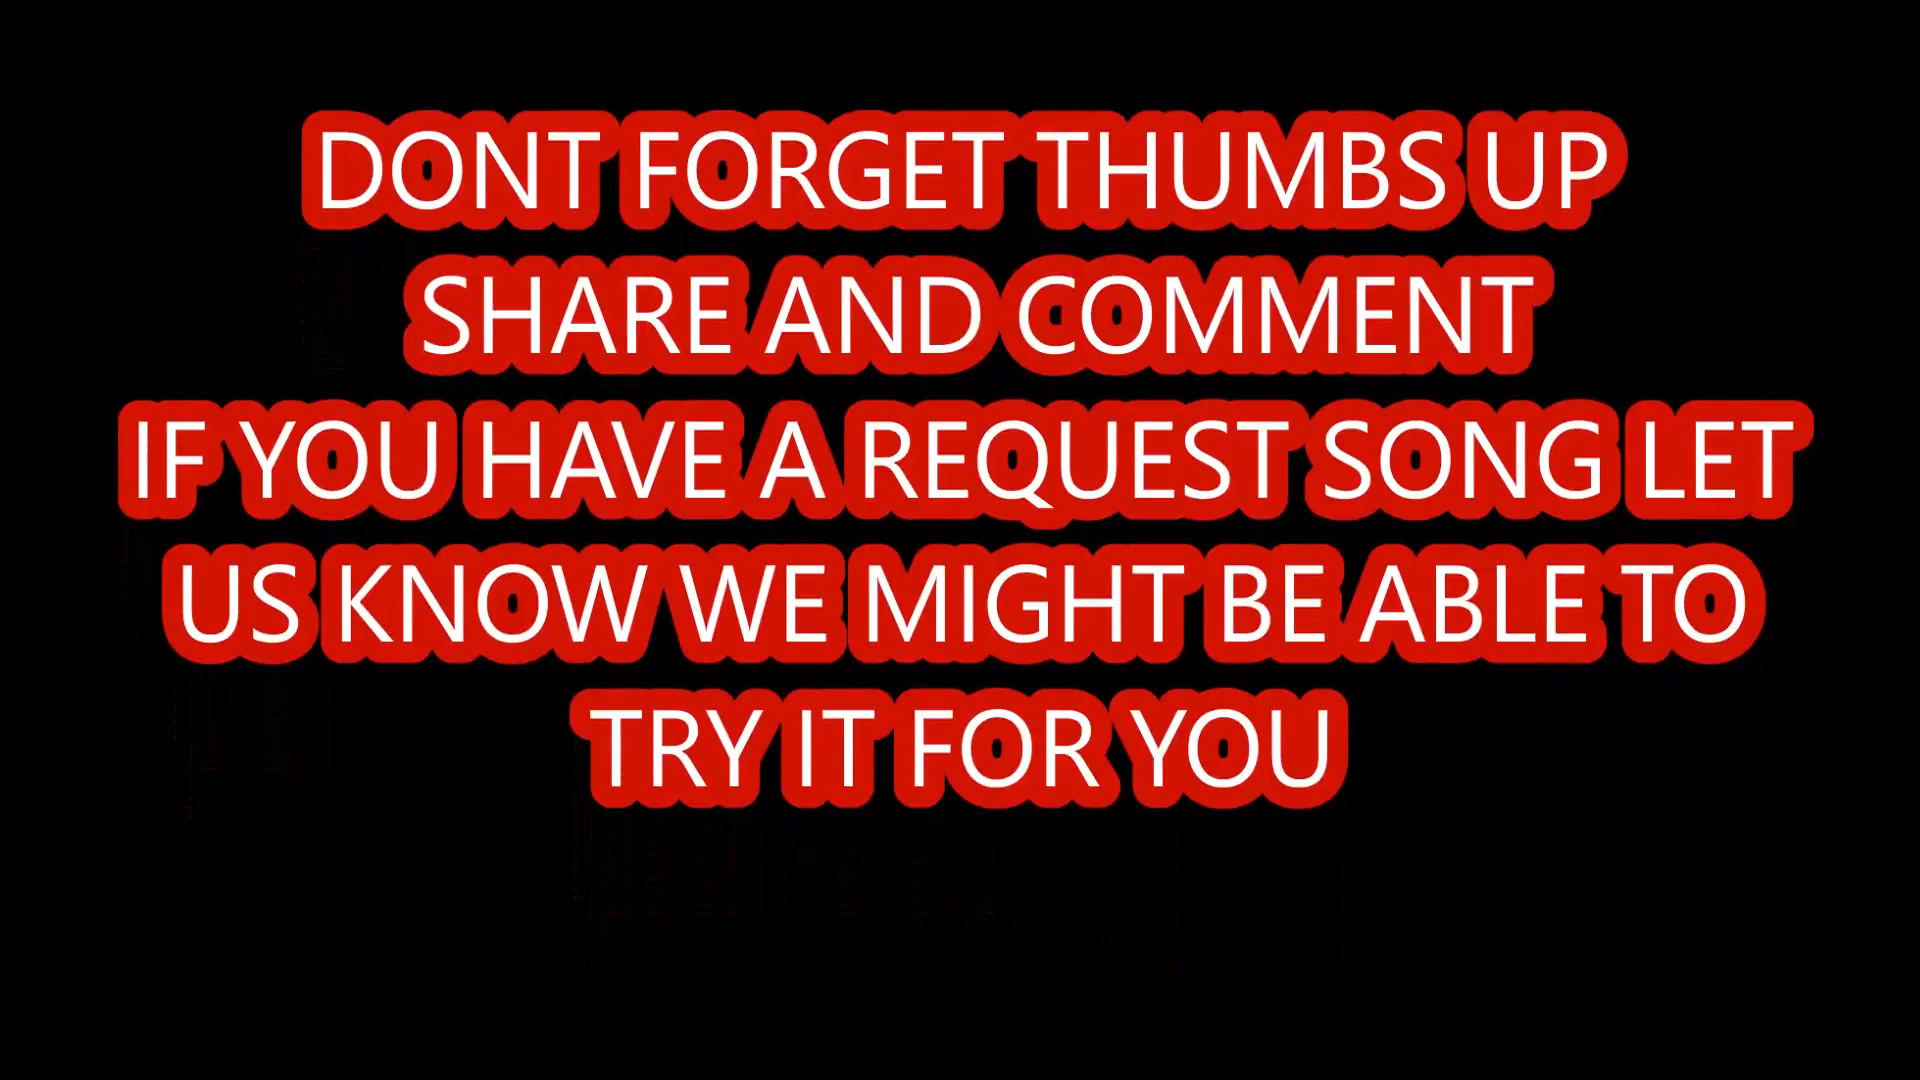 DONT FORGET THUMBS UP
SHARE AND COMMENT
IF YOU HAVE A REQUEST SONG LET
US KNOW WE MIGHT BE ABLE TO
TRY IT FOR YOU